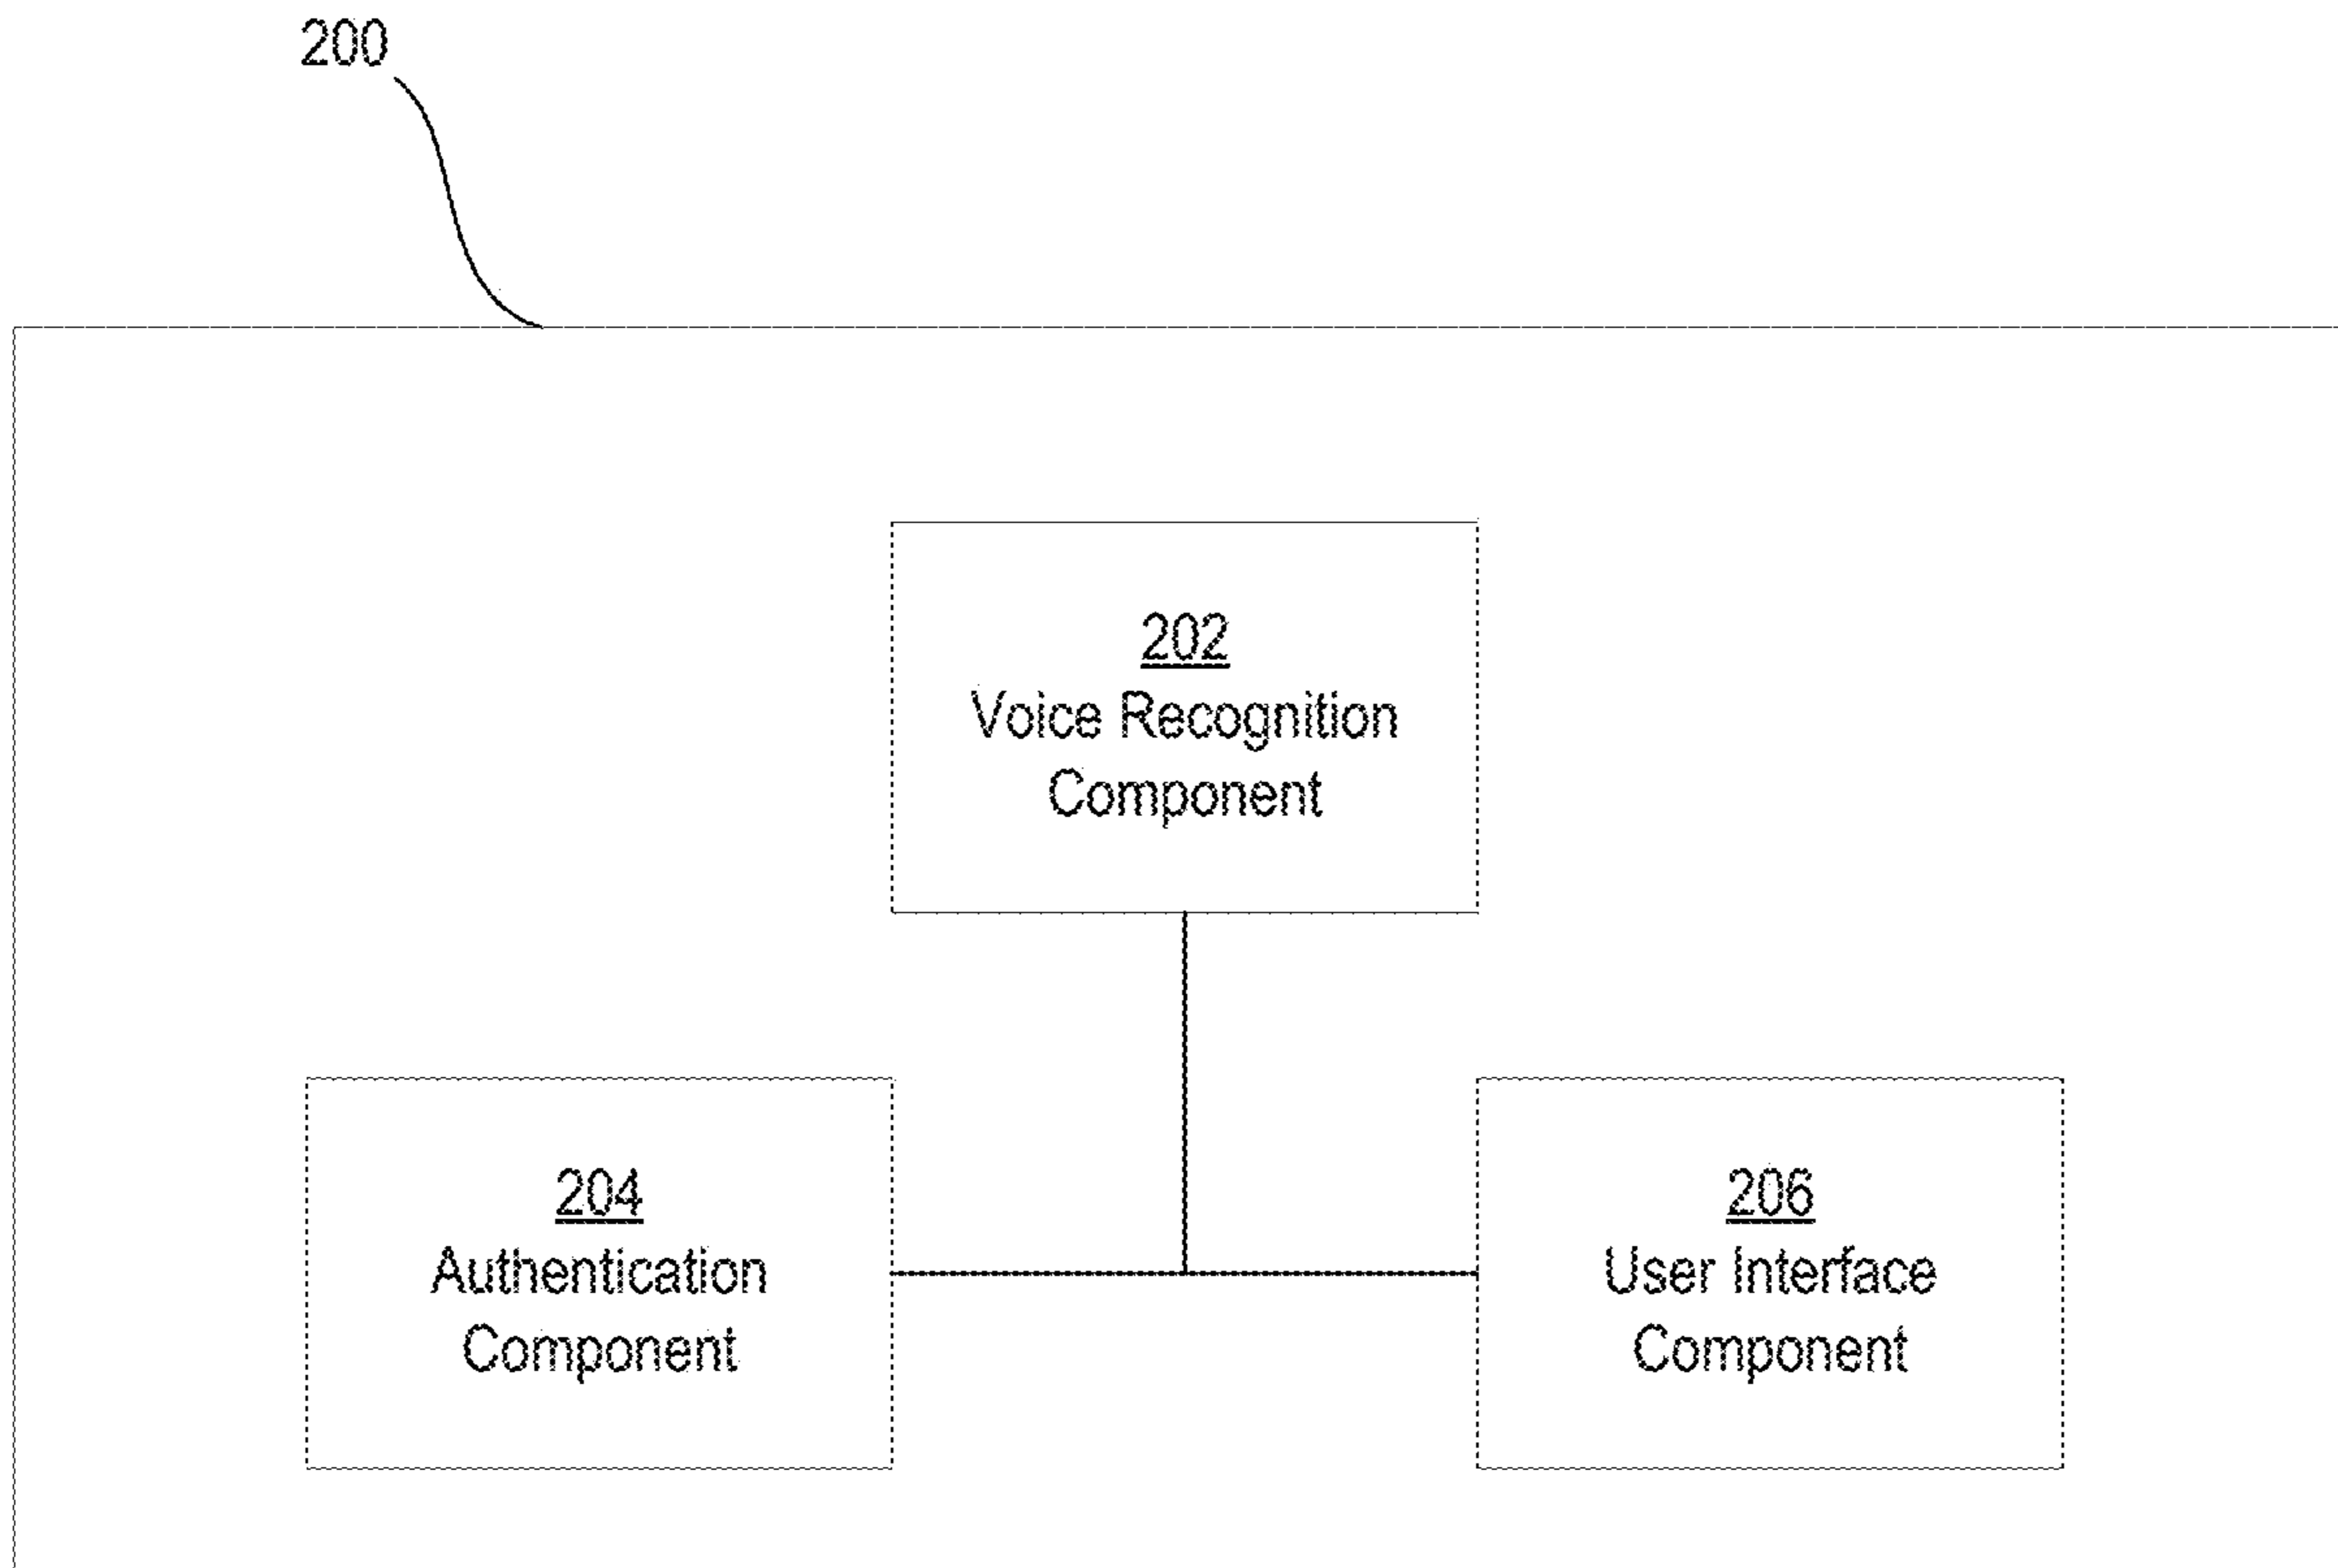 200
202
Voice Recognition
Component
204
Authentication
Component
206
User Interface
Component